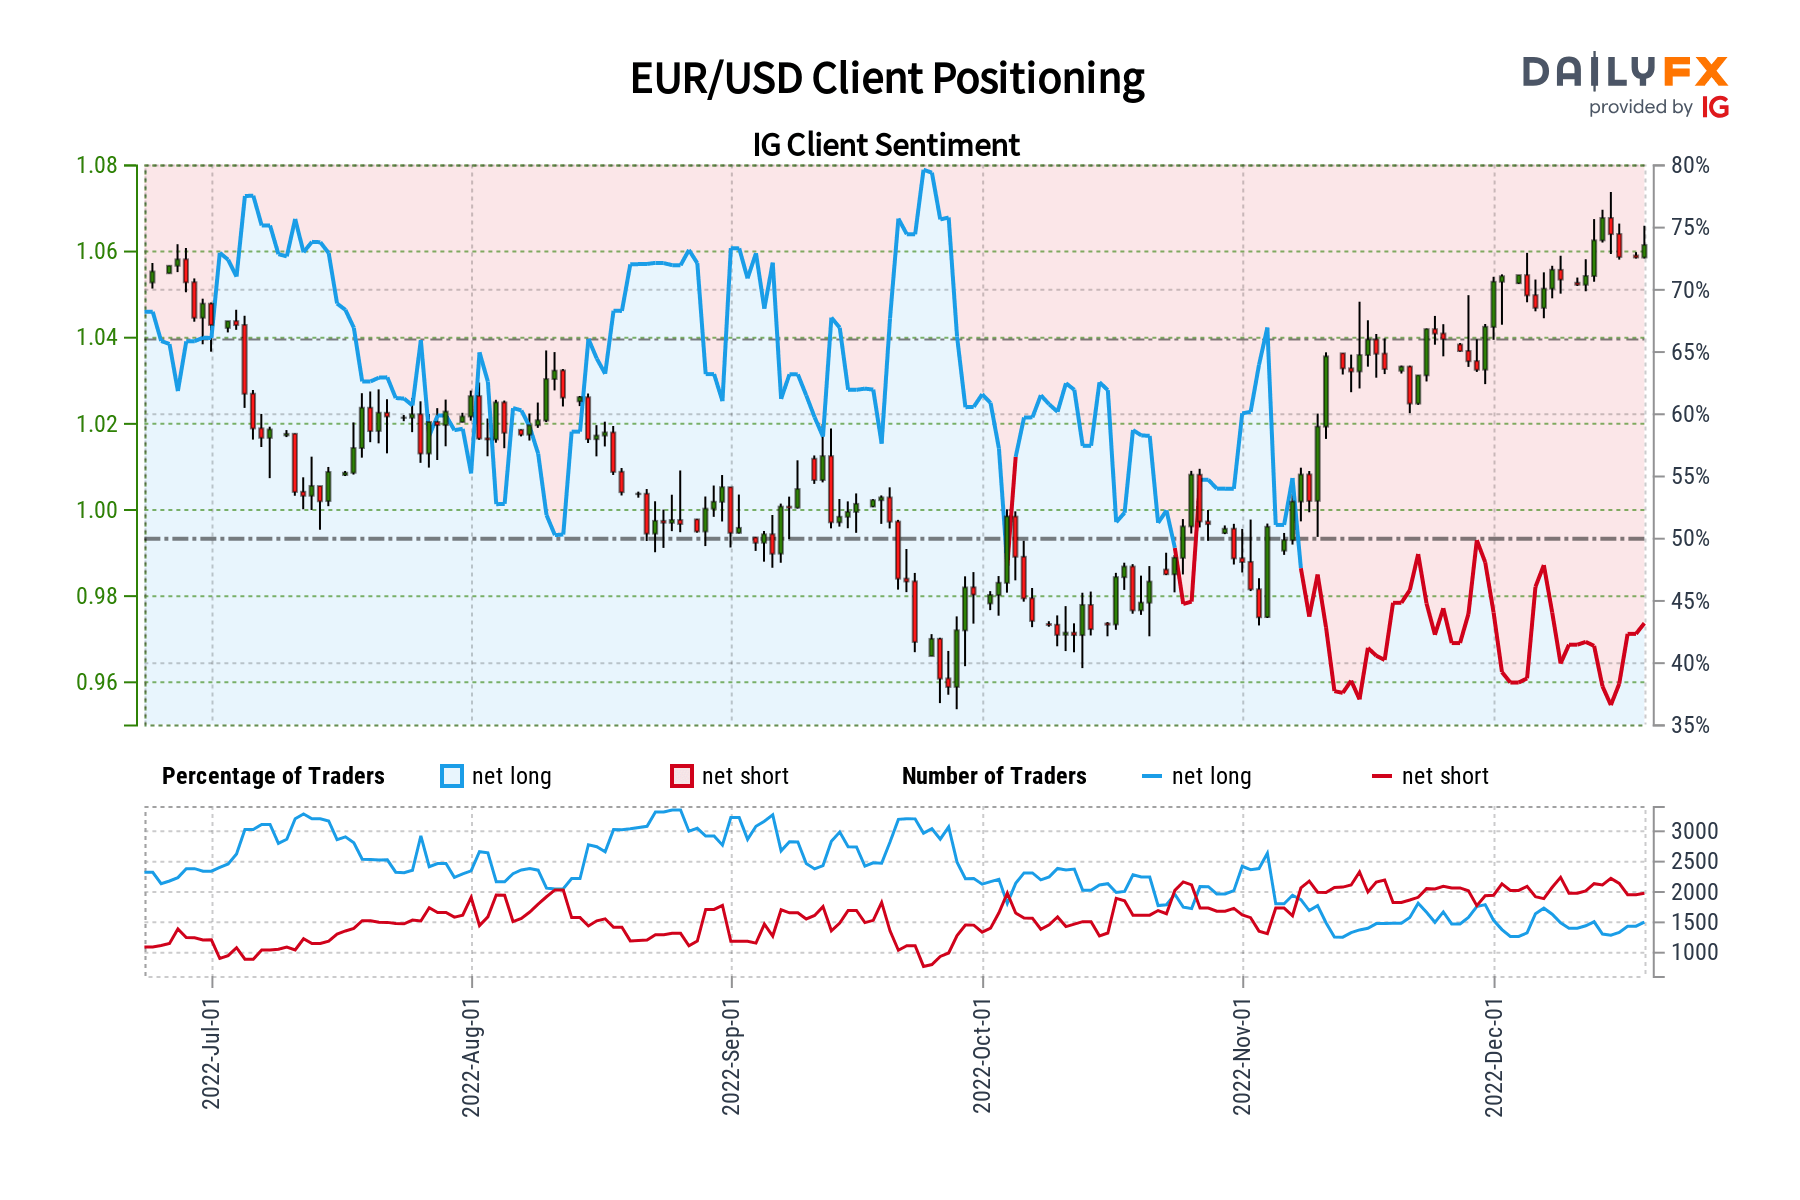 EUR/USD Client Positioning
DAILYFX
provided by IG
IG Client Sentiment
1.08
1.06
1.04
1.02
1.00
0.98
0.96
80%
75%
70%
65%
60%
55%
50%
45%
40%
35%
Percentage of Traders net long net short Number of Traders net long net short
3000
2500
2000
1500
1000
2022-Jul-01
2022-Aug-01
2022-Sep-01
2022-Oct-01
2022-Nov-01
2022-Dec-01